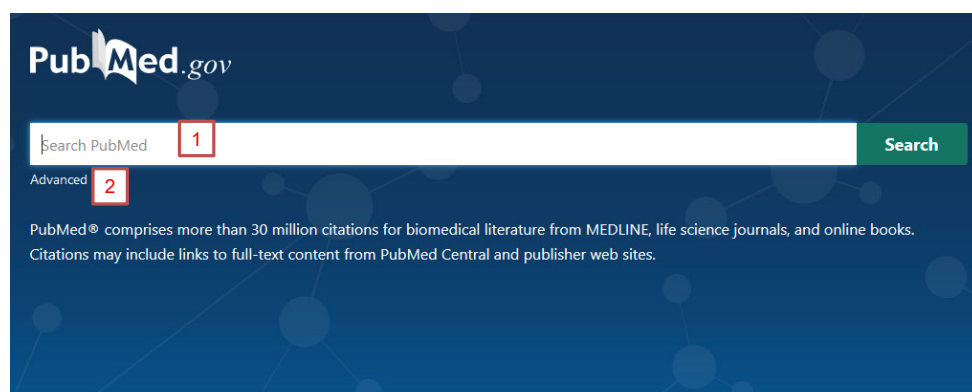 PubMed.gov
Search PubMed 1 Search
Advanced 2
PubMed® comprises more than 30 million citations for biomedical literature from MEDLINE, life science journals, and online books.
Citations may include links to full-text content from PubMed Central and publisher web sites.